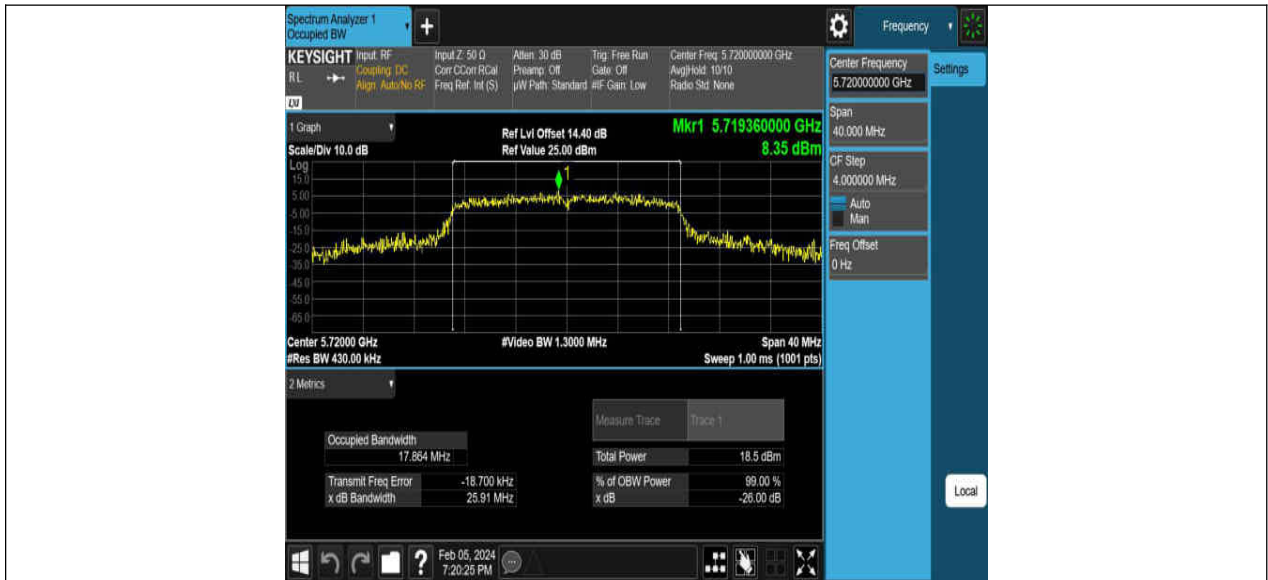 Spectrum Analyzer 1
Occupied BW
+
Frequency
KEYSIGHT
RL
LXI
Input: RF
Coupling: DC
Align: Auto/No RF
Input Z: 50 Ω
Corr CCorr RCal
Freq Ref: Int (S)
Atten: 30 dB
Preamp: Off
µW Path: Standard
Trig: Free Run
Gate: Off
#IF Gain: Low
Center Freq: 5.720000000 GHz
Avg|Hold: 10/10
Radio Std: None
Center Frequency
5.720000000 GHz
Settings
Span
40.000 MHz
CF Step
4.000000 MHz
Auto
Man
Freq Offset
0 Hz
Local
1 Graph
Scale/Div 10.0 dB
Ref Lvl Offset 14.40 dB
Ref Value 25.00 dBm
Mkr1 5.719360000 GHz
8.35 dBm
Log
15.0
5.00
-5.00
-15.0
-25.0
-35.0
-45.0
-55.0
-65.0
1
Center 5.72000 GHz
#Video BW 1.3000 MHz
Span 40 MHz
#Res BW 430.00 kHz
Sweep 1.00 ms (1001 pts)
2 Metrics
Measure Trace Trace 1
Occupied Bandwidth
17.864 MHz
Total Power 18.5 dBm
Transmit Freq Error -18.700 kHz
% of OBW Power 99.00 %
x dB Bandwidth 25.91 MHz
x dB -26.00 dB
?
Feb 05, 2024
7:20:25 PM